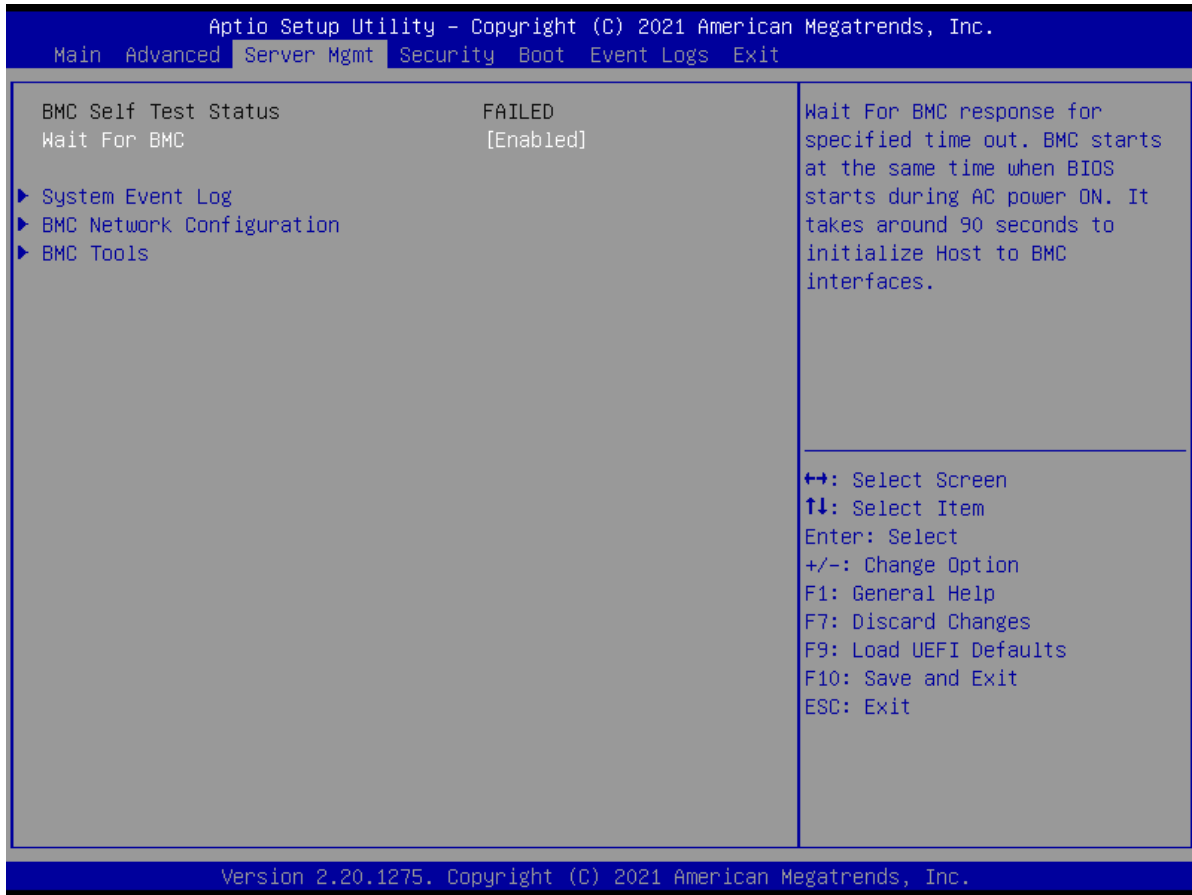 Aptio Setup Utility – Copyright (C) 2021 American Megatrends, Inc.
Main Advanced Server Mgmt Security Boot Event Logs Exit
BMC Self Test Status FAILED
Wait For BMC [Enabled]
▶ System Event Log
▶ BMC Network Configuration
▶ BMC Tools
Wait For BMC response for
specified time out. BMC starts
at the same time when BIOS
starts during AC power ON. It
takes around 90 seconds to
initialize Host to BMC
interfaces.
↔: Select Screen
↑↓: Select Item
Enter: Select
+/-: Change Option
F1: General Help
F7: Discard Changes
F9: Load UEFI Defaults
F10: Save and Exit
ESC: Exit
Version 2.20.1275. Copyright (C) 2021 American Megatrends, Inc.